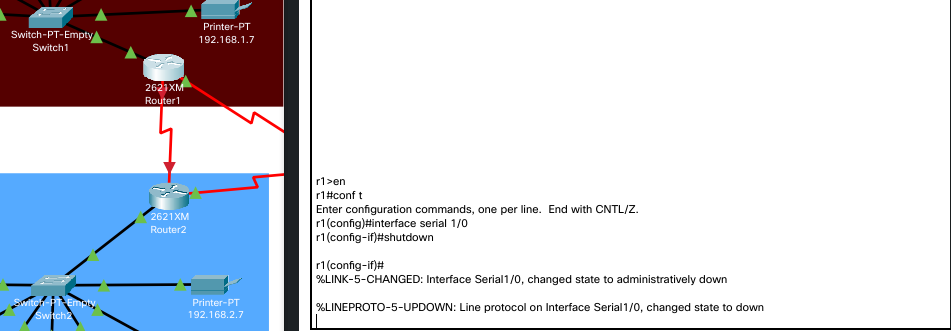 Switch-PT-Empty
Switch1
Printer-PT
192.168.1.7
2621XM
Router1
2621XM
Router2
Switch-PT-Empty
Switch2
Printer-PT
192.168.2.7
r1>en
r1#conf t
Enter configuration commands, one per line.  End with CNTL/Z.
r1(config)#interface serial 1/0
r1(config-if)#shutdown
r1(config-if)#
%LINK-5-CHANGED: Interface Serial1/0, changed state to administratively down
%LINEPROTO-5-UPDOWN: Line protocol on Interface Serial1/0, changed state to down